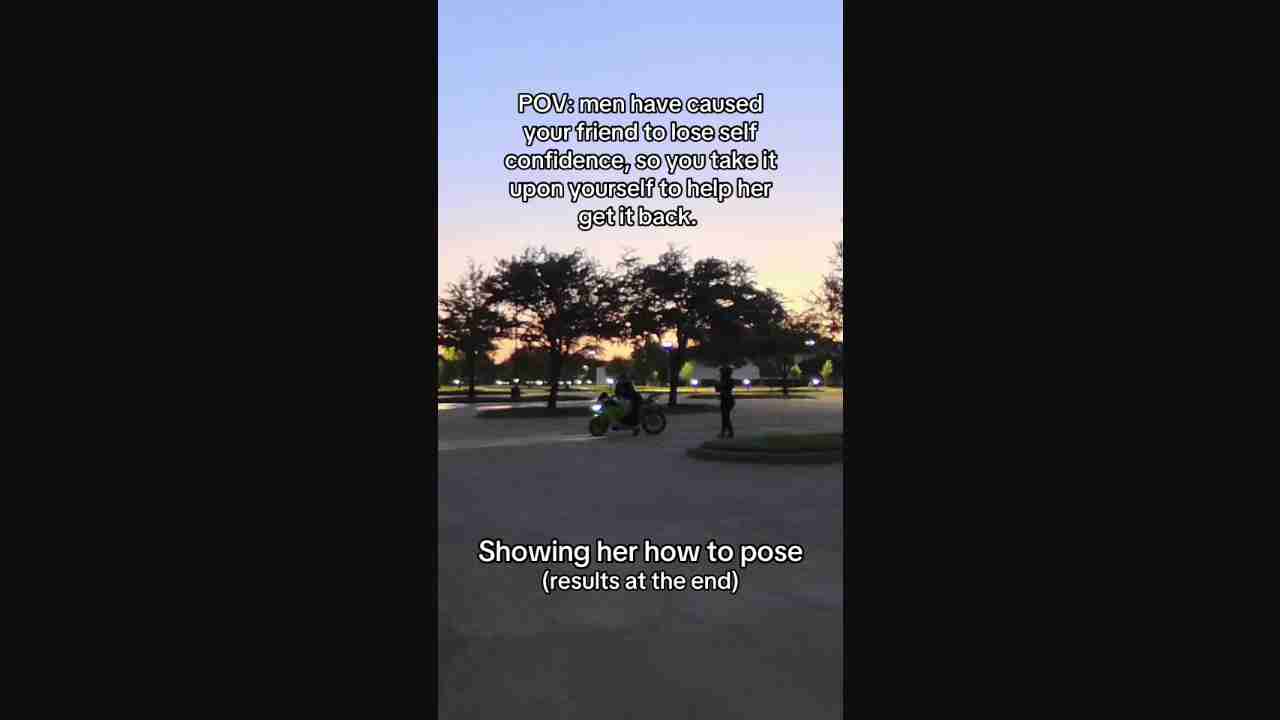 POV: men have caused
your friend to lose self
confidence, so you take it
upon yourself to help her
get it back.
Showing her how to pose
(results at the end)